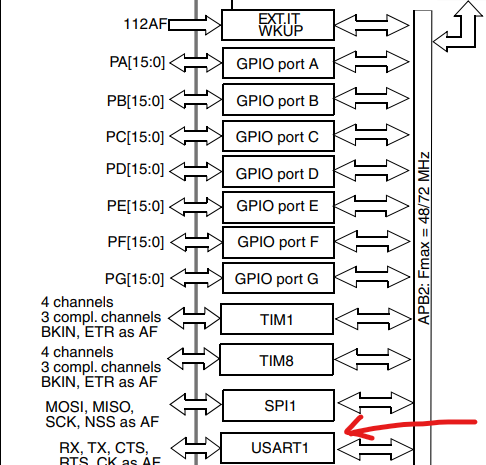 112AF
EXT.IT
WKUP
PA[15:0]
GPIO port A
PB[15:0]
GPIO port B
PC[15:0]
GPIO port C
PD[15:0]
GPIO port D
PE[15:0]
GPIO port E
PF[15:0]
GPIO port F
PG[15:0]
GPIO port G
4 channels
3 compl. channels
BKIN, ETR as AF
TIM1
4 channels
3 compl. channels
BKIN, ETR as AF
TIM8
MOSI, MISO,
SCK, NSS as AF
SPI1
RX, TX, CTS,
RTS, CK as AF
USART1
APB2: Fmax = 48/72 MHz